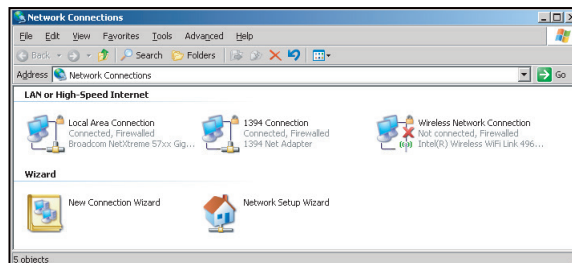 Network Connections
File Edit View Favorites Tools Advanced Help
Back Search Folders
Address Network Connections Go
LAN or High-Speed Internet
Local Area Connection
Connected, Firewalled
Broadcom NetXtreme 57xx Gig...
1394 Connection
Connected, Firewalled
1394 Net Adapter
Wireless Network Connection
Not connected, Firewalled
Intel(R) Wireless WiFi Link 496...
Wizard
New Connection Wizard
Network Setup Wizard
5 objects